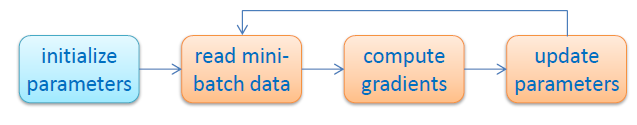 initialize
parameters
read mini-
batch data
compute
gradients
update
parameters